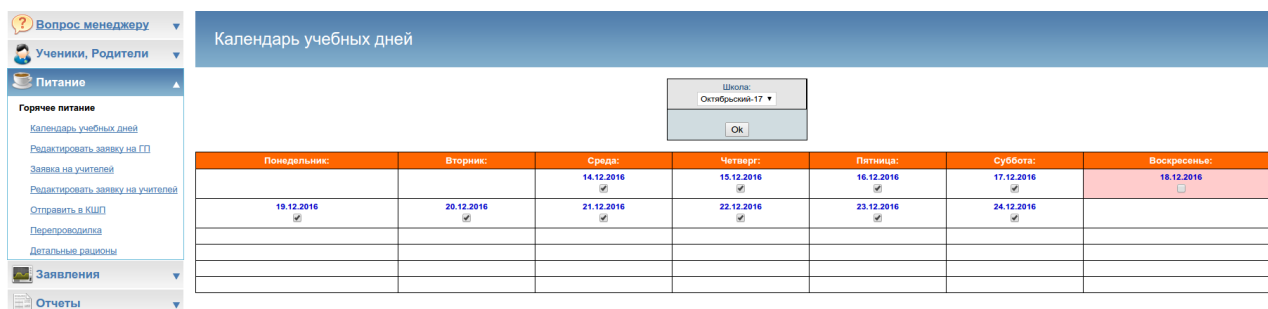 Вопрос менеджеру
Ученики, Родители
Питание
Горячее питание
Календарь учебных дней
Редактировать заявку на ГП
Заявка на учителей
Редактировать заявку на учителей
Отправить в КШП
Перепроводилка
Детальные рационы
Заявления
Отчеты
Календарь учебных дней
Школа:
Октябрьский-17
Ok
Понедельник: Вторник: Среда: Четверг: Пятница: Суббота: Воскресенье:
14.12.2016 15.12.2016 16.12.2016 17.12.2016 18.12.2016
19.12.2016 20.12.2016 21.12.2016 22.12.2016 23.12.2016 24.12.2016